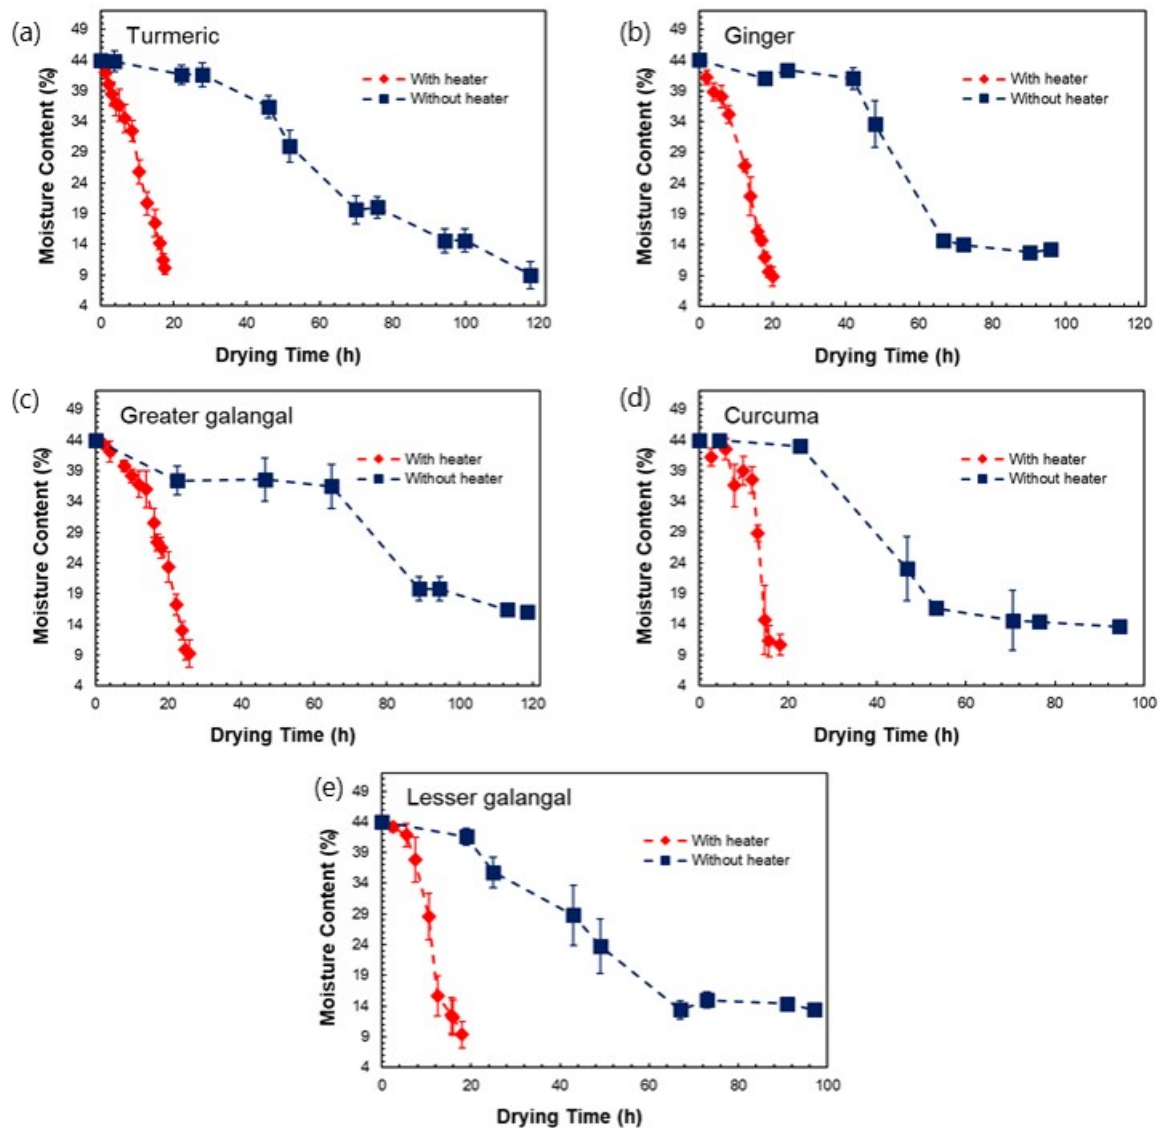 (a)
Turmeric
With heater
Without heater
Moisture Content (%)
49
44
39
34
29
24
19
14
9
4
0 20 40 60 80 100 120
Drying Time (h)
(b)
Ginger
With heater
Without heater
Moisture Content (%)
49
44
39
34
29
24
19
14
9
4
0 20 40 60 80 100 120
Drying Time (h)
(c)
Greater galangal
With heater
Without heater
Moisture Content (%)
49
44
39
34
29
24
19
14
9
4
0 20 40 60 80 100 120
Drying Time (h)
(d)
Curcuma
With heater
Without heater
Moisture Content (%)
49
44
39
34
29
24
19
14
9
4
0 20 40 60 80 100
Drying Time (h)
(e)
Lesser galangal
With heater
Without heater
Moisture Content (%)
49
44
39
34
29
24
19
14
9
4
0 20 40 60 80 100
Drying Time (h)